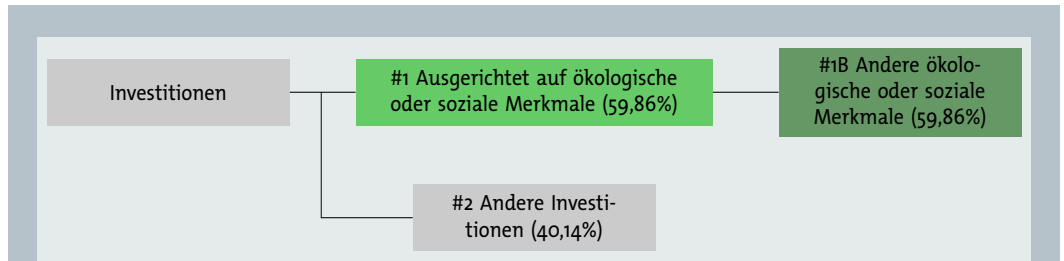 Investitionen
#1 Ausgerichtet auf ökologische
oder soziale Merkmale (59,86%)
#1B Andere ökolo-
gische oder soziale
Merkmale (59,86%)
#2 Andere Investi-
tionen (40,14%)